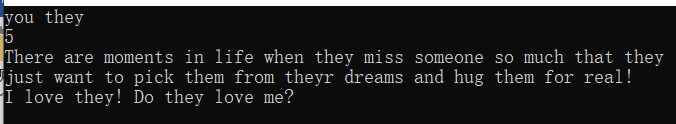 you they
5
There are moments in life when they miss someone so much that they
just want to pick them from theyr dreams and hug them for real!
I love they! Do they love me?